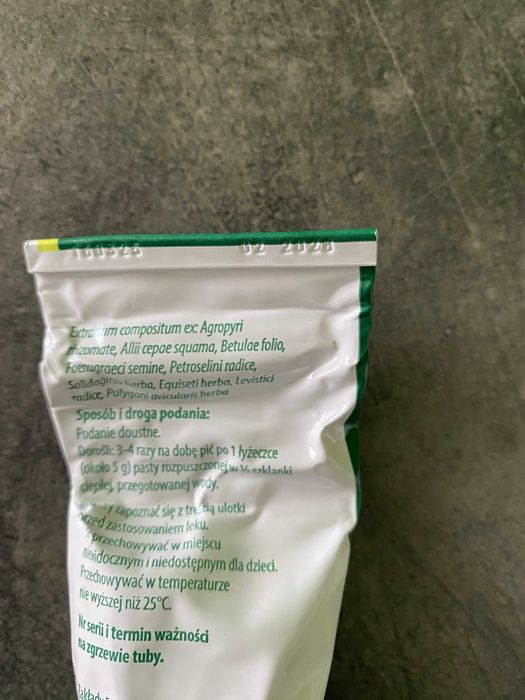 160325 02 2028
compositum ex: Agropyri
rhizomate, Allii cepae squama, Betulae folio,
Foenugraeci semine, Petroselini radice,
Solidaginis herba, Equiseti herba, Levistici
radice, Polygoni avicularis herba
Sposób i droga podania:
Podanie doustne.
Dorośli: 3-4 razy na dobę pić po 1 łyżeczce
(około 5 g) pasty rozpuszczonej w ½ szklanki
ciepłej, przegotowanej wody.
zapoznać się z treścią ulotki
przed zastosowaniem leku.
przechowywać w miejscu
niewidocznym i niedostępnym dla dzieci.
Przechowywać w temperaturze
nie wyższej niż 25°C.
Nr serii i termin ważności
na zgrzewie tuby.